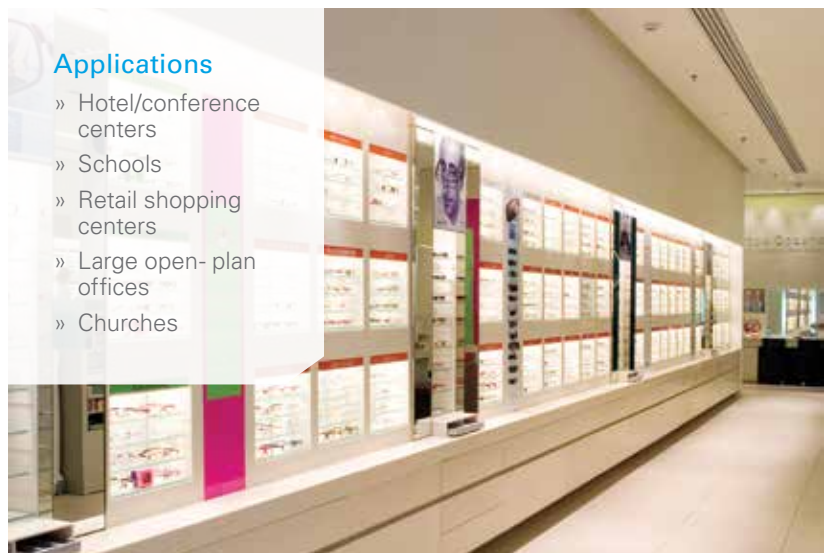 Applications
» Hotel/conference
centers
» Schools
» Retail shopping
centers
» Large open- plan
offices
» Churches